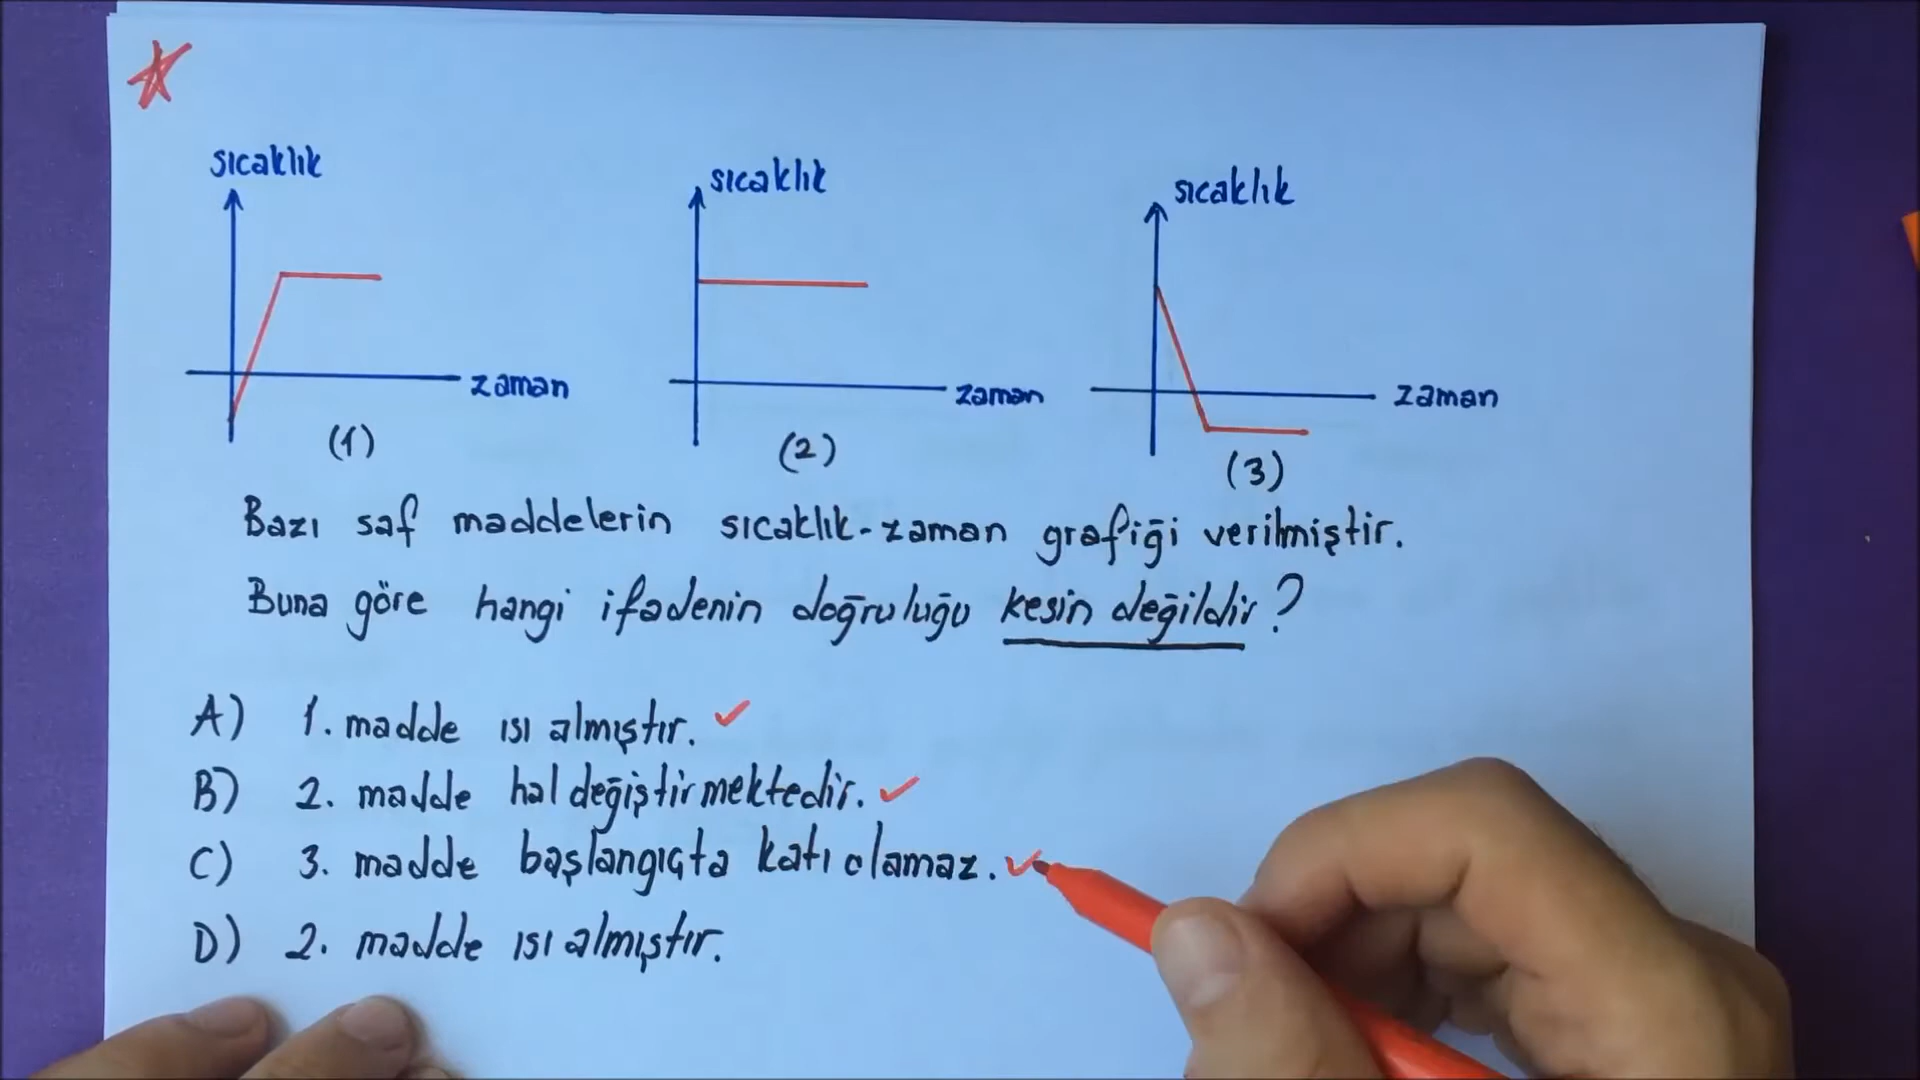 sıcaklık
sıcaklık
sıcaklık
zaman
zaman
zaman
(1)
(2)
(3)
Bazı saf maddelerin sıcaklık-zaman grafiği verilmiştir.
Buna göre hangi ifadenin doğruluğu kesin değildir?
A) 1. madde ısı almıştır.
B) 2. madde hal değiştirmektedir.
C) 3. madde başlangıçta katı olamaz.
D) 2. madde ısı almıştır.